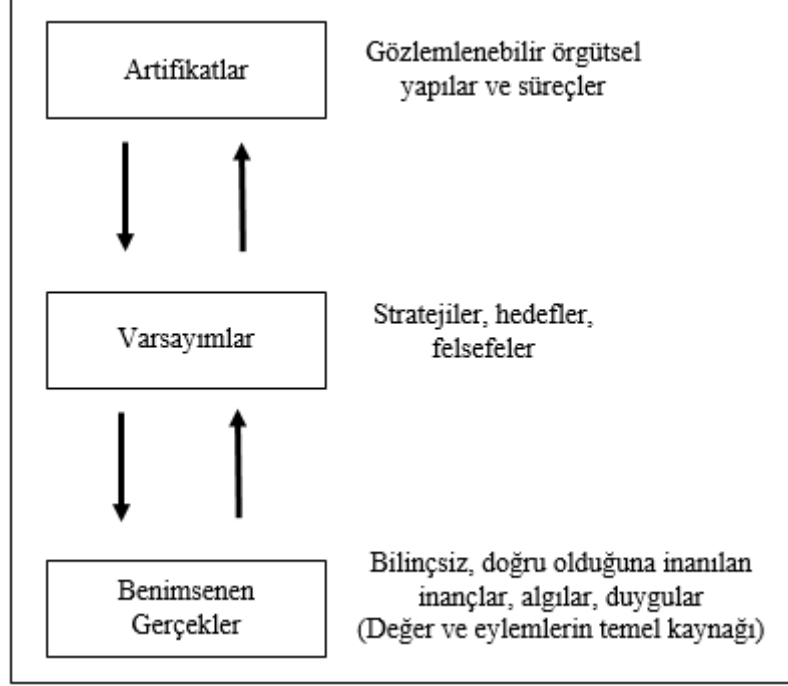 Artifikatlar
Gözlemlenebilir örgütsel
yapılar ve süreçler
Varsayımlar
Stratejiler, hedefler,
felsefeler
Benimsenen
Gerçekler
Bilinçsiz, doğru olduğuna inanılan
inançlar, algılar, duygular
(Değer ve eylemlerin temel kaynağı)